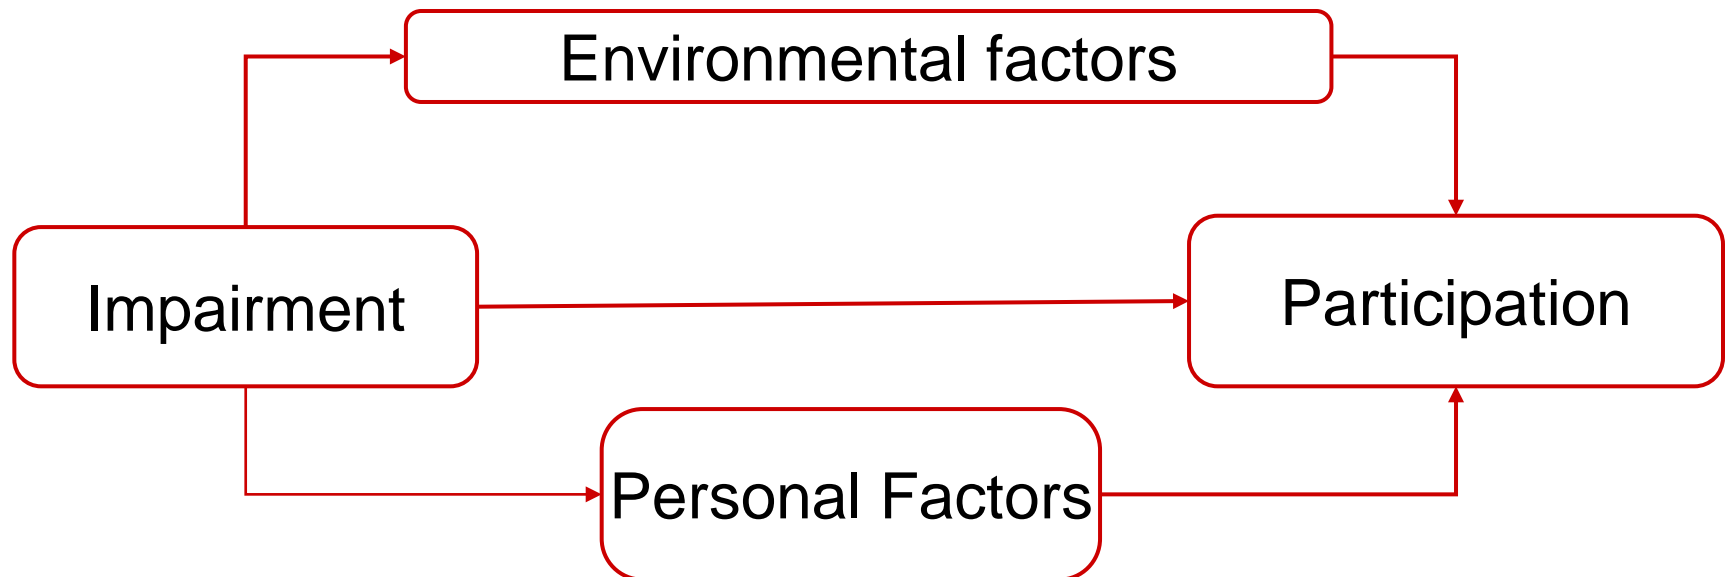 Environmental factors
Impairment
Participation
Personal Factors